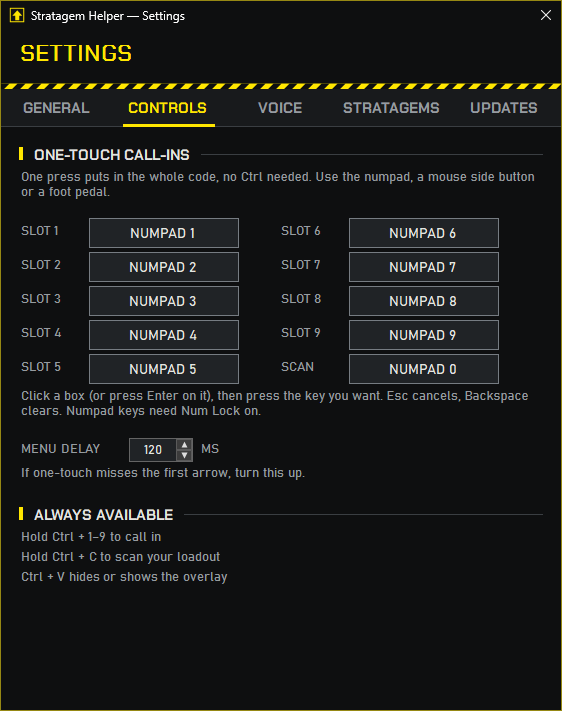 Stratagem Helper — Settings
SETTINGS
GENERAL CONTROLS VOICE STRATAGEMS UPDATES
ONE-TOUCH CALL-INS
One press puts in the whole code, no Ctrl needed. Use the numpad, a mouse side button
or a foot pedal.
SLOT 1 NUMPAD 1 SLOT 6 NUMPAD 6
SLOT 2 NUMPAD 2 SLOT 7 NUMPAD 7
SLOT 3 NUMPAD 3 SLOT 8 NUMPAD 8
SLOT 4 NUMPAD 4 SLOT 9 NUMPAD 9
SLOT 5 NUMPAD 5 SCAN NUMPAD 0
Click a box (or press Enter on it), then press the key you want. Esc cancels, Backspace
clears. Numpad keys need Num Lock on.
MENU DELAY 120 MS
If one-touch misses the first arrow, turn this up.
ALWAYS AVAILABLE
Hold Ctrl + 1–9 to call in
Hold Ctrl + C to scan your loadout
Ctrl + V hides or shows the overlay